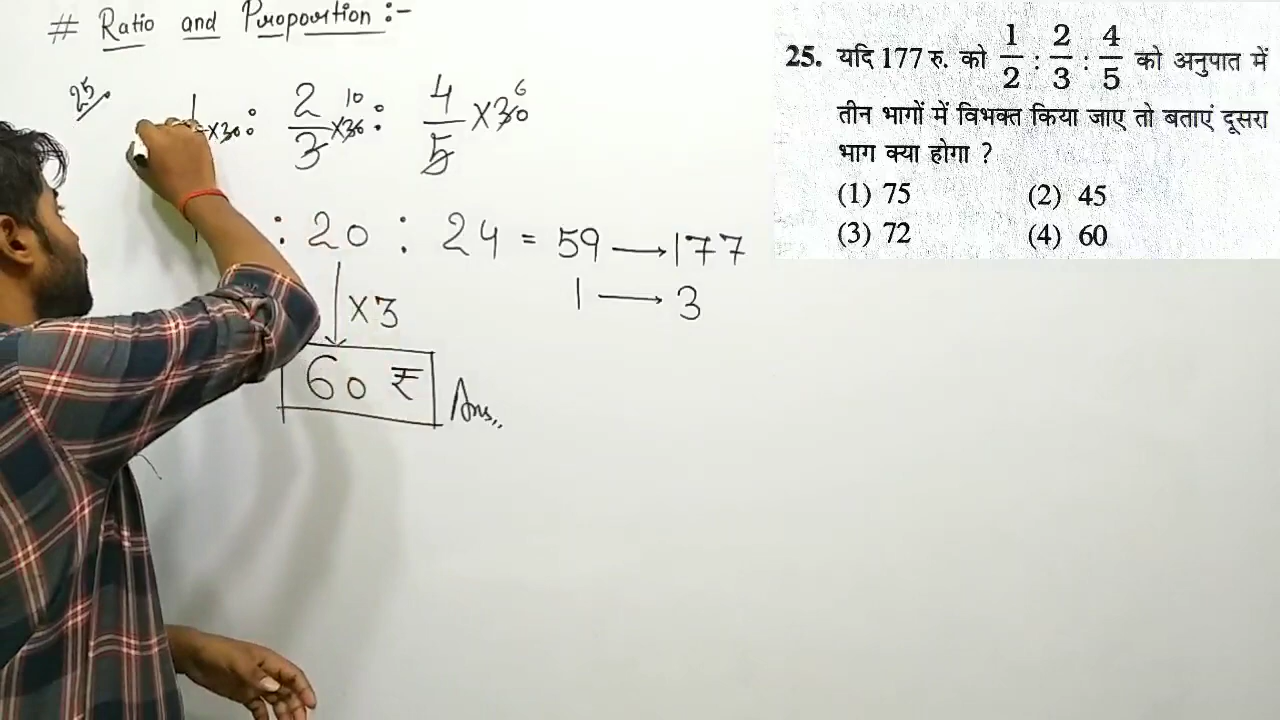 # Ratio and Proportion :-
25.
1/2 ×30 : 2/3 ×30 10 : 4/5 ×30 6
: 20 : 24 = 59 → 177
1 → 3
×3
60 ₹ Ans,,
25. यदि 177 रु. को 1/2 : 2/3 : 4/5 को अनुपात में
तीन भागों में विभक्त किया जाए तो बताएं दूसरा
भाग क्या होगा ?
(1) 75 (2) 45
(3) 72 (4) 60